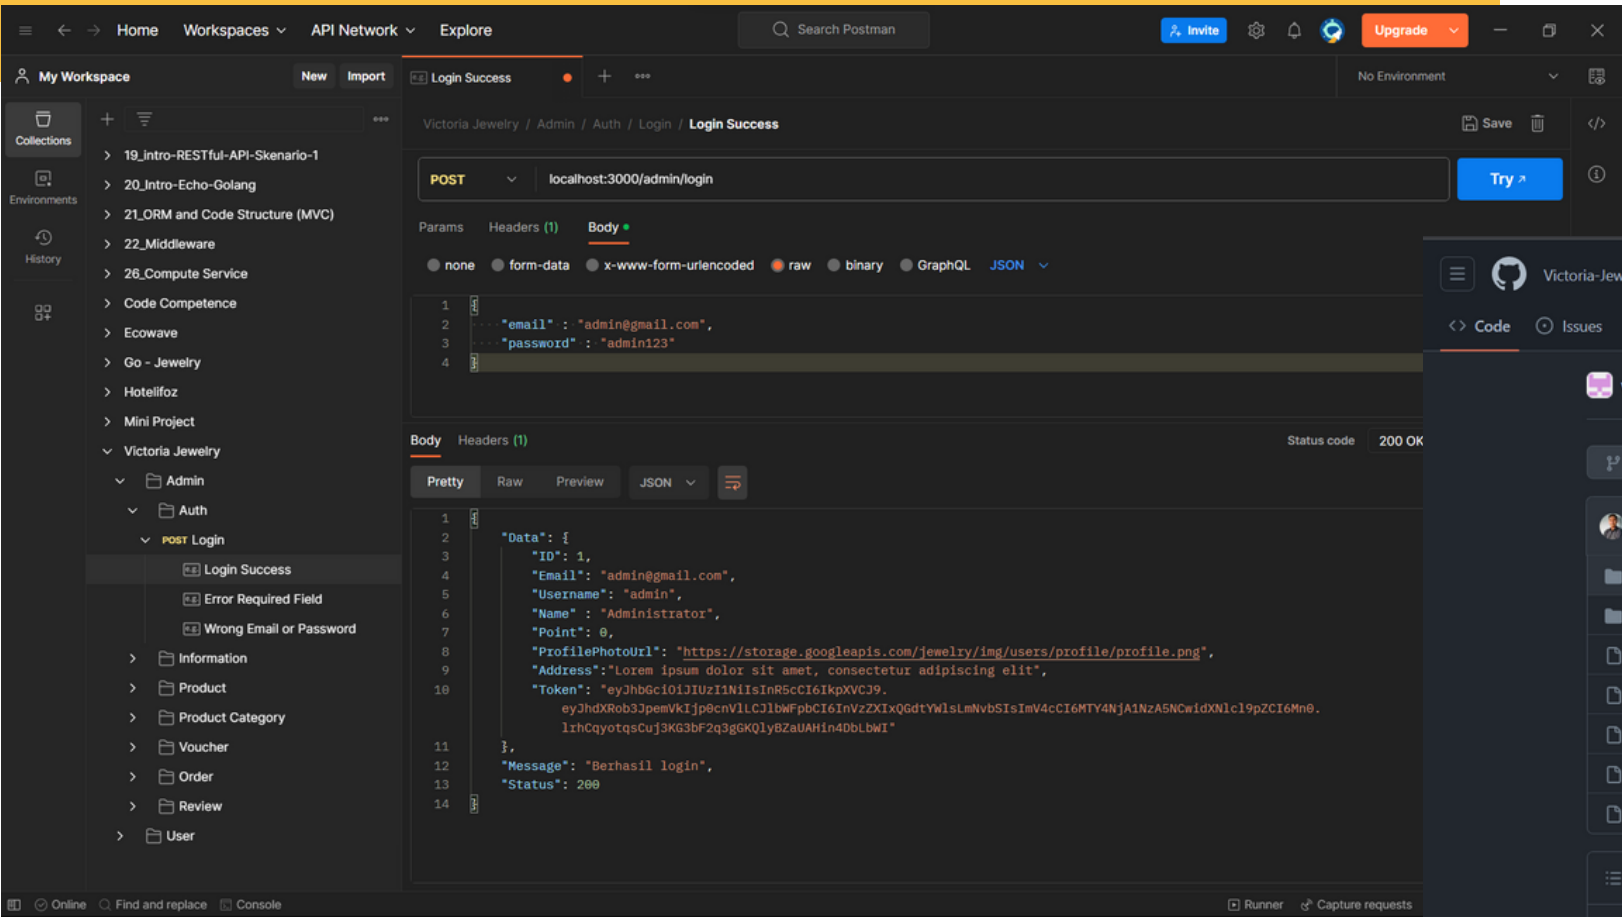 Home Workspaces API Network Explore
Search Postman
Invite
Upgrade
My Workspace New Import
Login Success
No Environment
Collections
Environments
History
19_intro-RESTful-API-Skenario-1
20_Intro-Echo-Golang
21_ORM and Code Structure (MVC)
22_Middleware
26_Compute Service
Code Competence
Ecowave
Go - Jewelry
Hotelifoz
Mini Project
Victoria Jewelry
Admin
Auth
POST Login
Login Success
Error Required Field
Wrong Email or Password
Information
Product
Product Category
Voucher
Order
Review
User
Victoria Jewelry / Admin / Auth / Login / Login Success
Save
POST localhost:3000/admin/login
Try
Params Headers (1) Body
none form-data x-www-form-urlencoded raw binary GraphQL JSON
1 {
2 "email" : "admin@gmail.com",
3 "password" : "admin123"
4 }
Body Headers (1) Status code 200 OK
Pretty Raw Preview JSON
1 {
2 "Data": {
3 "ID": 1,
4 "Email": "admin@gmail.com",
5 "Username": "admin",
6 "Name" : "Administrator",
7 "Point": 0,
8 "ProfilePhotoUrl": "https://storage.googleapis.com/jewelry/img/users/profile/profile.png",
9 "Address":"Lorem ipsum dolor sit amet, consectetur adipiscing elit",
10 "Token": "eyJhbGciOiJIUzI1NiIsInR5cCI6IkpXVCJ9.
eyJhdXRob3JpemVkIjp0cnVlLCJlbWFpbCI6InVzZXIxQGdtYWlsLmNvbSIsImV4cCI6MTY4NjA1NzA5NCwidXNlcl9pZCI6Mn0.
lrhCqyotqsCuj3KG3bF2q3gGKQlyBZaUAHin4DbLbWI"
11 },
12 "Message": "Berhasil login",
13 "Status": 200
14 }
Victoria-Jew
Code Issues
Online Find and replace Console
Runner Capture requests